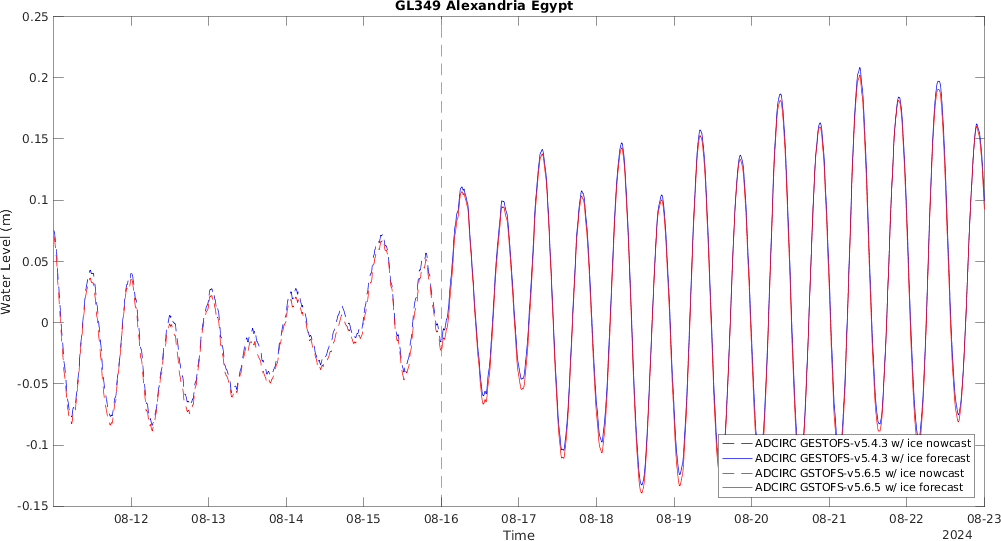 GL349 Alexandria Egypt
0.25
0.2
0.15
0.1
0.05
0
-0.05
-0.1
-0.15
Water Level (m)
ADCIRC GESTOFS-v5.4.3 w/ ice nowcast
ADCIRC GESTOFS-v5.4.3 w/ ice forecast
ADCIRC GSTOFS-v5.6.5 w/ ice nowcast
ADCIRC GSTOFS-v5.6.5 w/ ice forecast
08-12 08-13 08-14 08-15 08-16 08-17 08-18 08-19 08-20 08-21 08-22 08-23
Time
2024